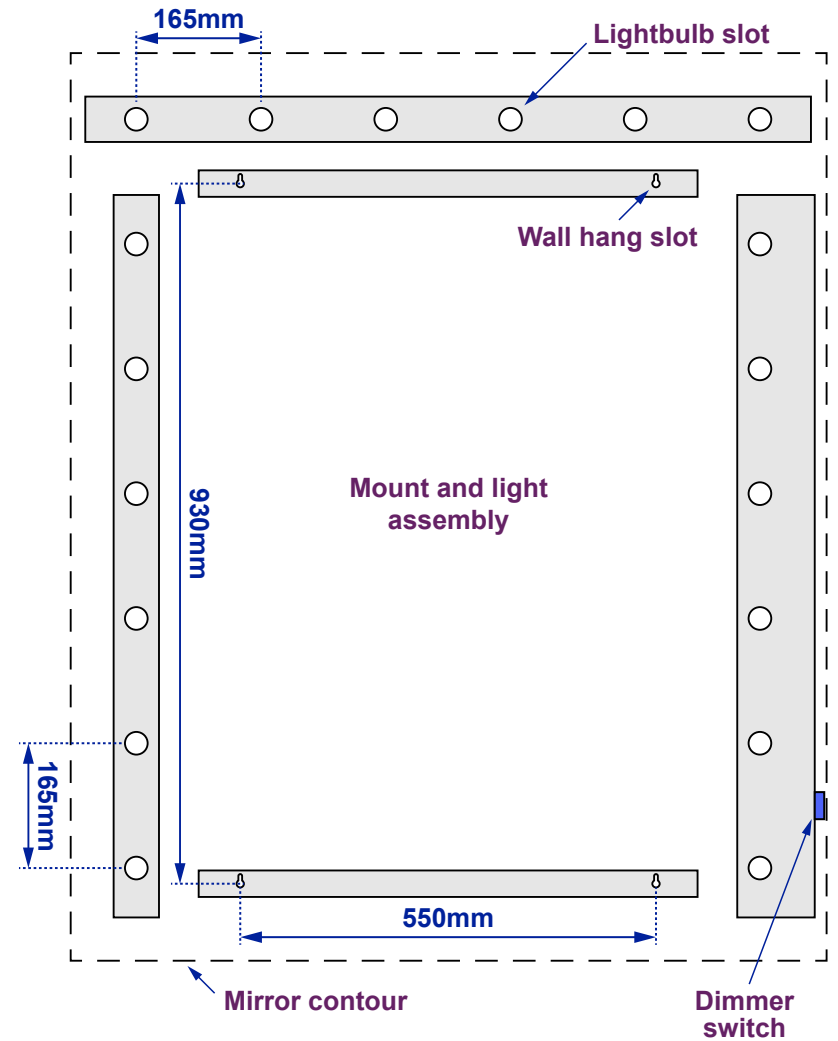 165mm
Lightbulb slot
Wall hang slot
930mm
Mount and light
assembly
165mm
550mm
Mirror contour
Dimmer
switch